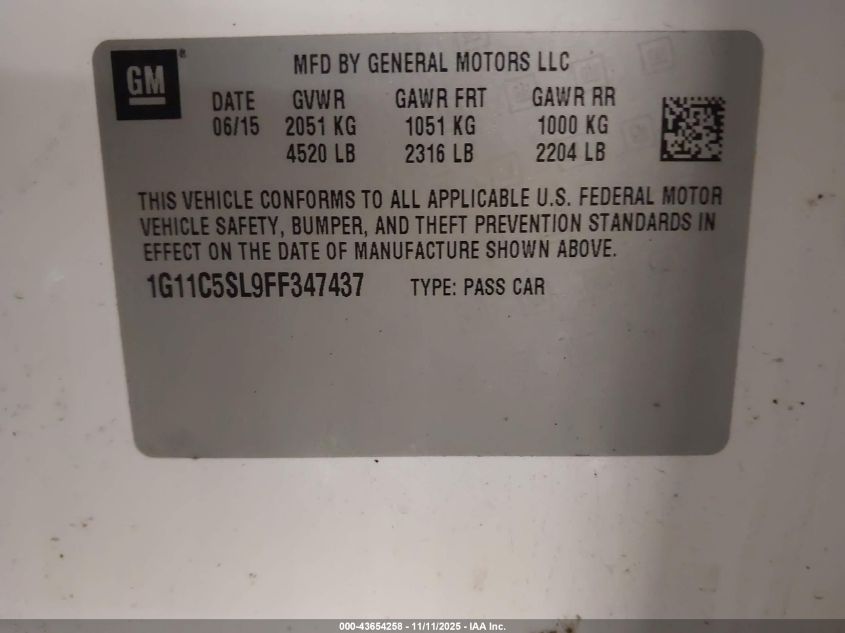 GM®
MFD BY GENERAL MOTORS LLC
DATE GVWR GAWR FRT GAWR RR
06/15 2051 KG 1051 KG 1000 KG
4520 LB 2316 LB 2204 LB
THIS VEHICLE CONFORMS TO ALL APPLICABLE U.S. FEDERAL MOTOR
VEHICLE SAFETY, BUMPER, AND THEFT PREVENTION STANDARDS IN
EFFECT ON THE DATE OF MANUFACTURE SHOWN ABOVE.
1G11C5SL9FF347437 TYPE: PASS CAR
000-43654258 - 11/11/2025 - IAA Inc.